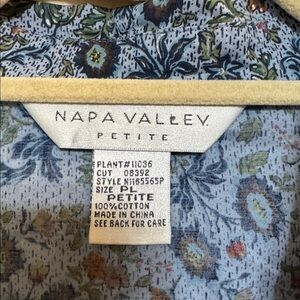 NAPA VALLEY
PETITE
PLANT#11036
CUT 08392
STYLE N1165565P
SIZE PL
PETITE
100%COTTON
MADE IN CHINA
SEE BACK FOR CARE